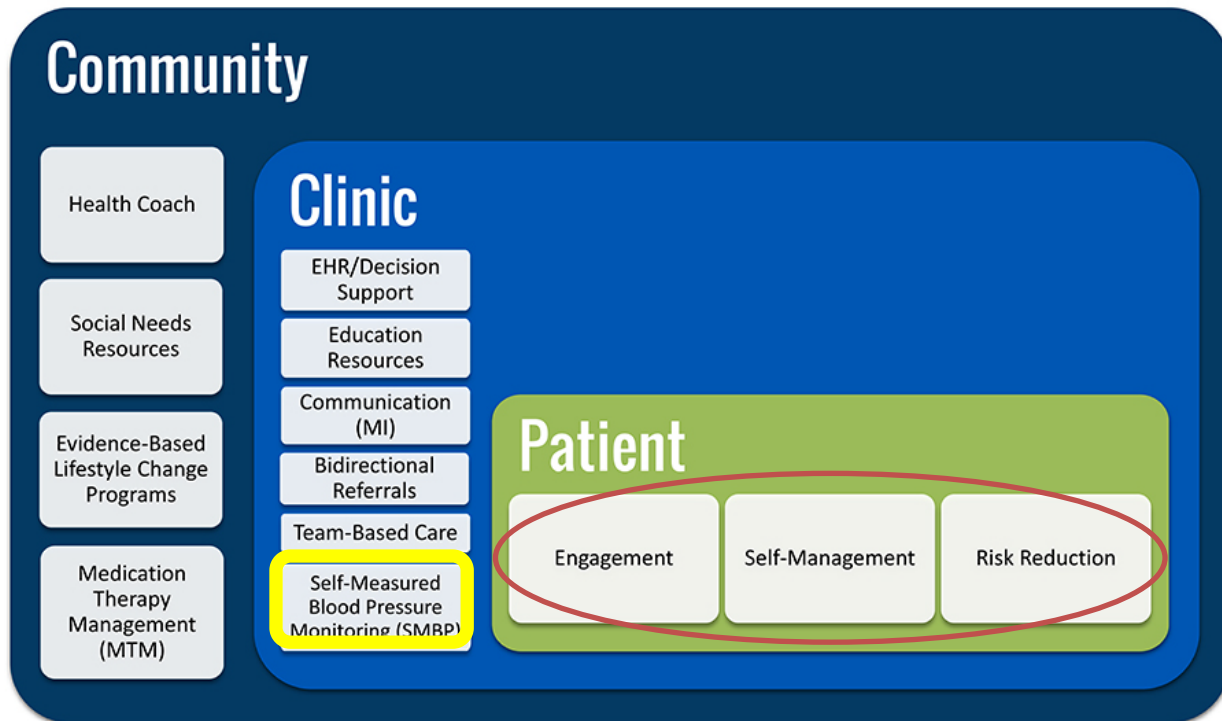 Community
Health Coach
Social Needs
Resources
Evidence-Based
Lifestyle Change
Programs
Medication
Therapy
Management
(MTM)
Clinic
EHR/Decision
Support
Education
Resources
Communication
(MI)
Bidirectional
Referrals
Team-Based Care
Self-Measured
Blood Pressure
Monitoring (SMBP)
Patient
Engagement
Self-Management
Risk Reduction